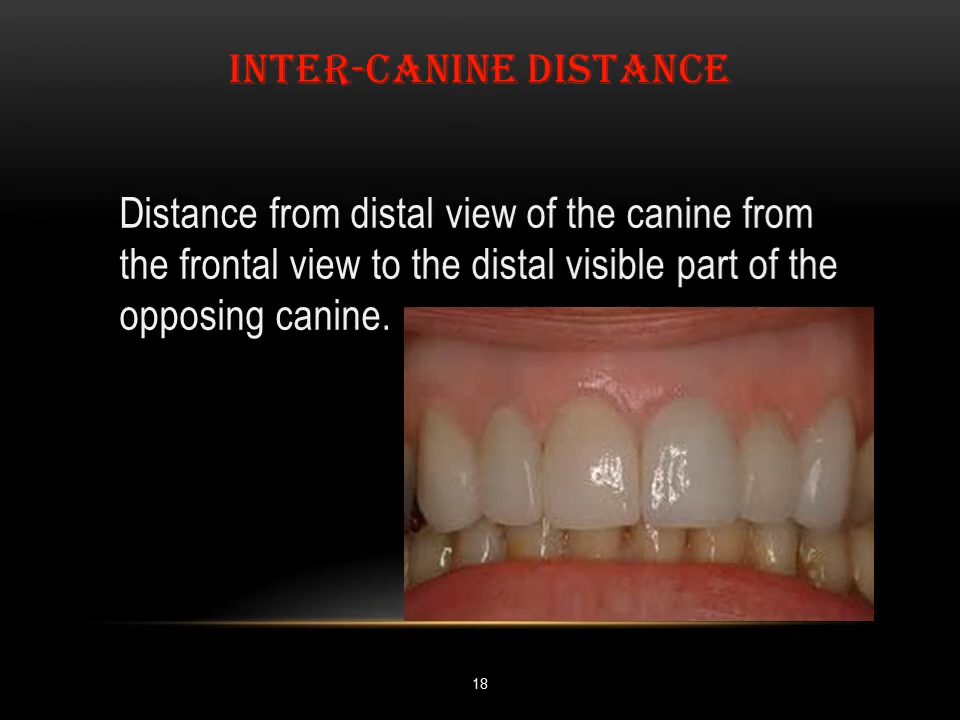 INTER-CANINE DISTANCE
Distance from distal view of the canine from
the frontal view to the distal visible part of the
opposing canine.
18